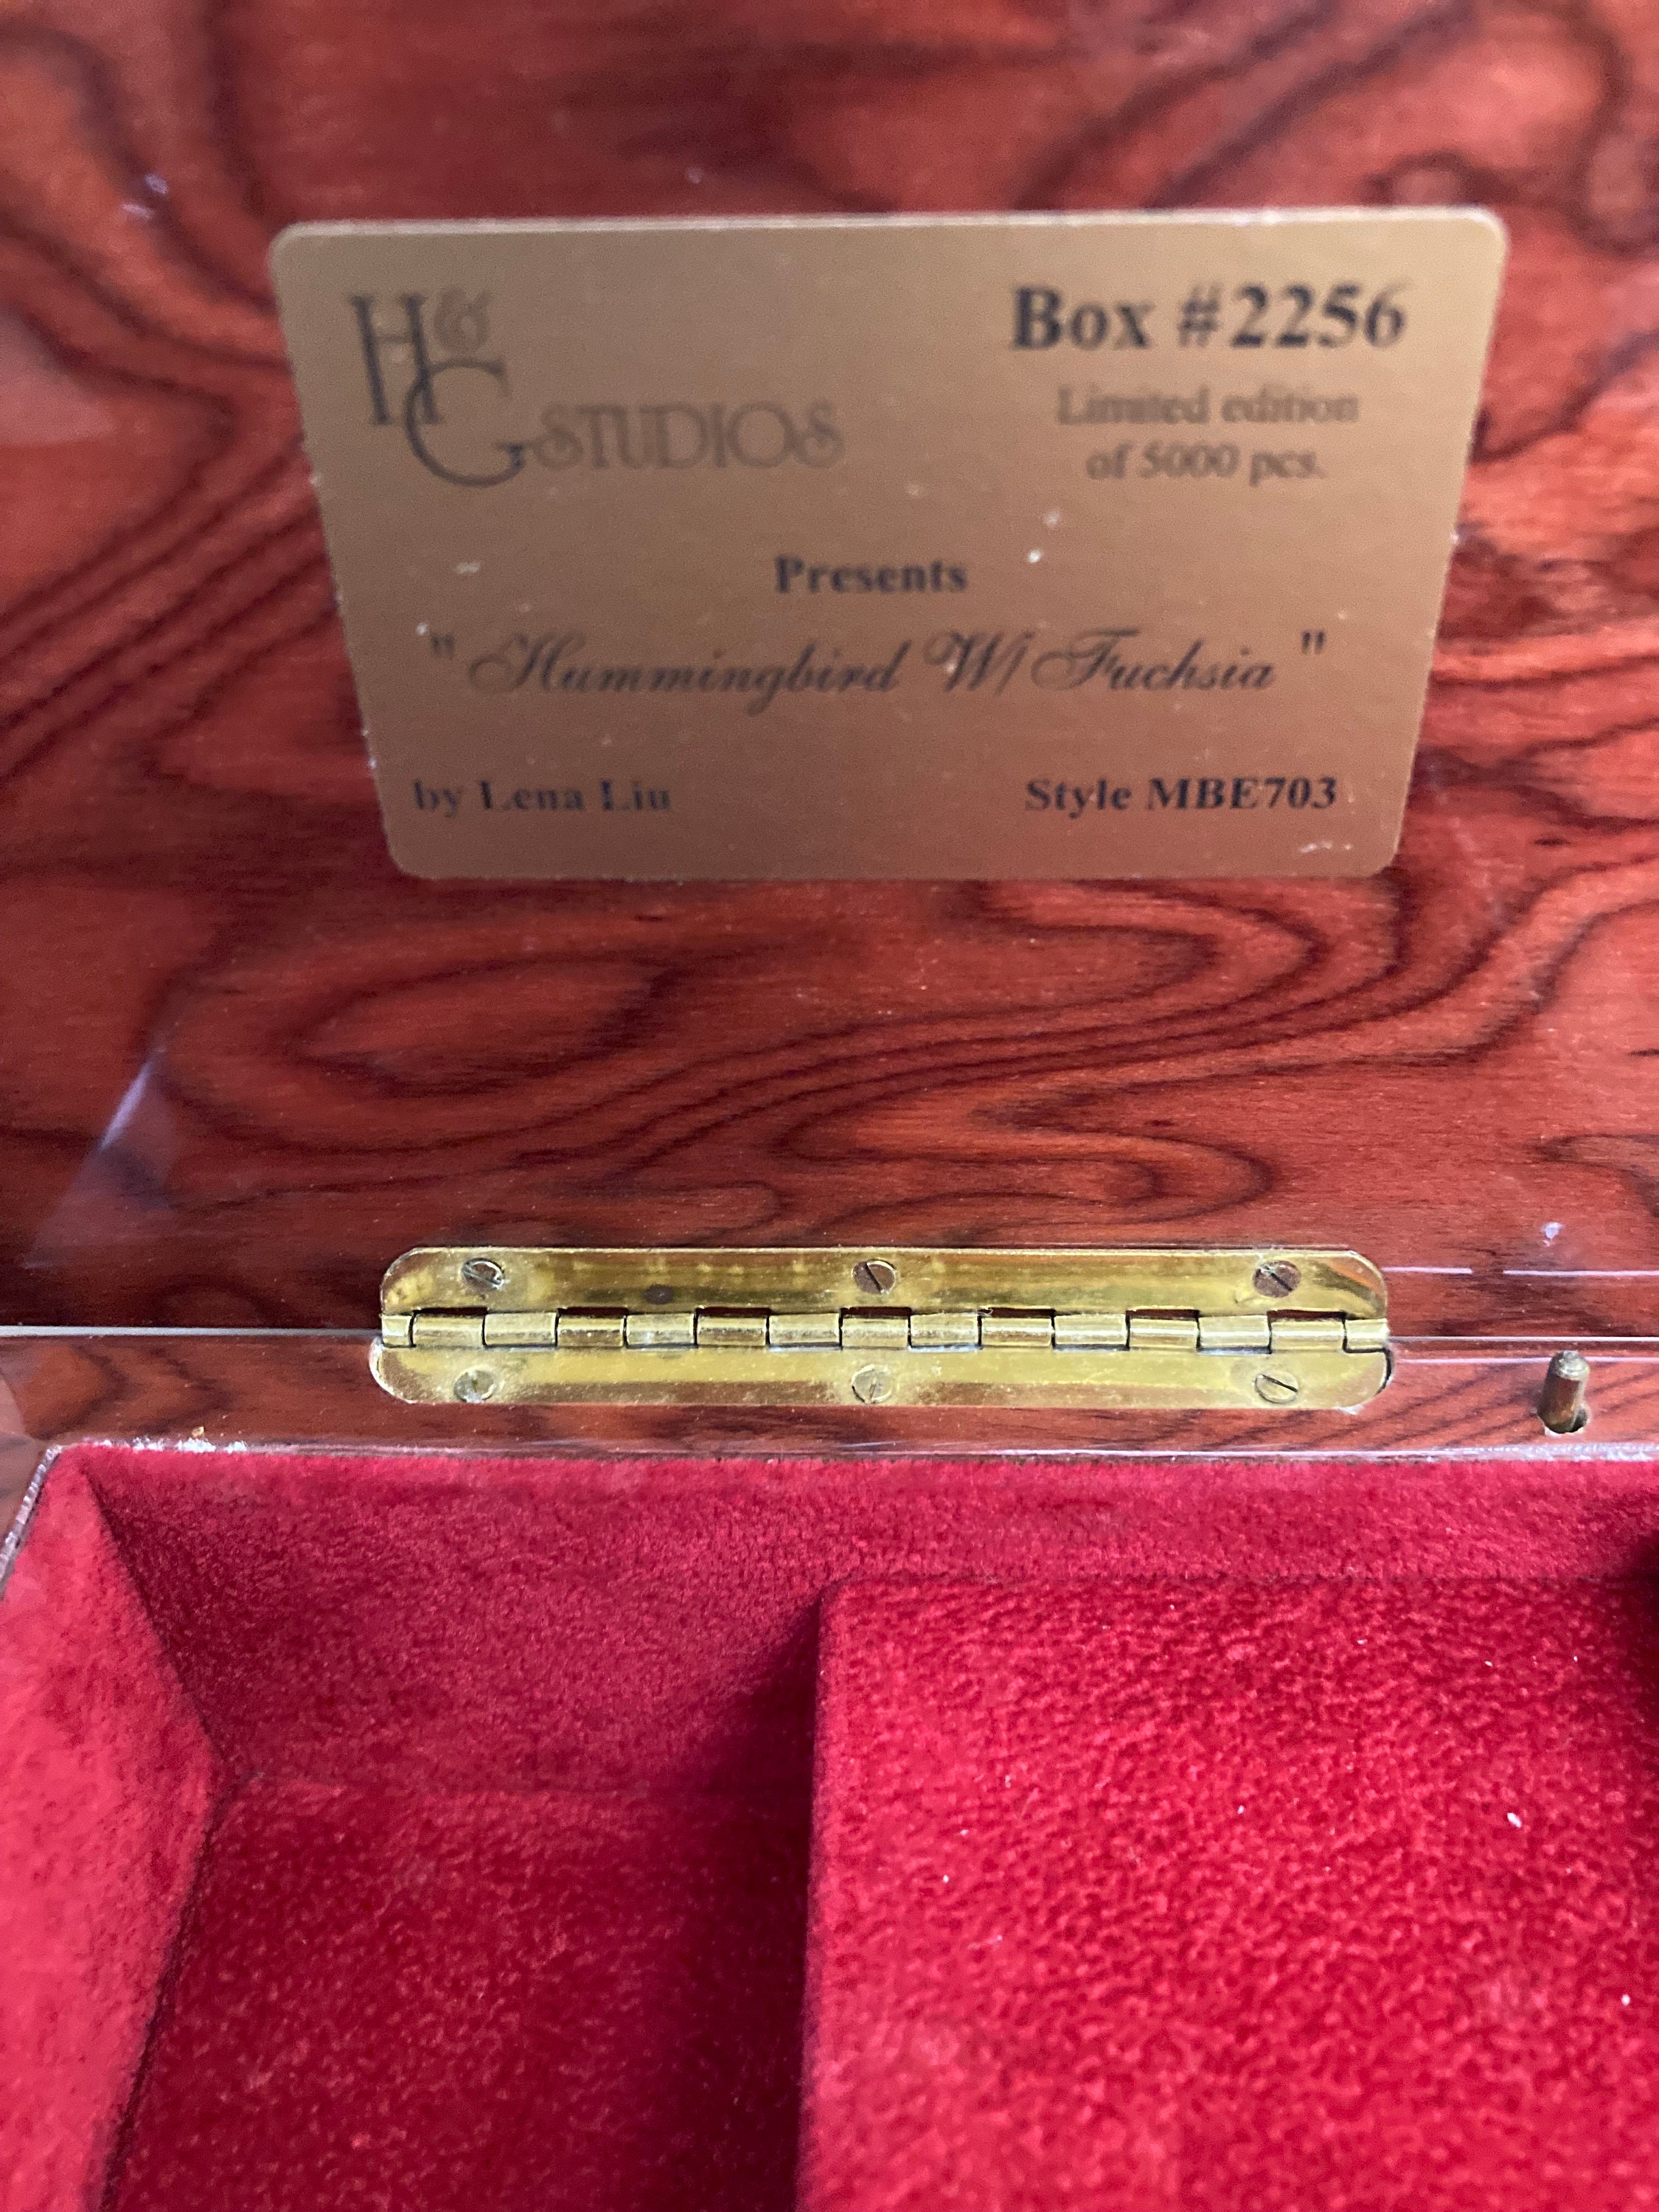 H&G STUDIOS
Box #2256
Limited edition
of 5000 pcs.
Presents
" Hummingbird W/ Fuchsia "
by Lena Liu
Style MBE703